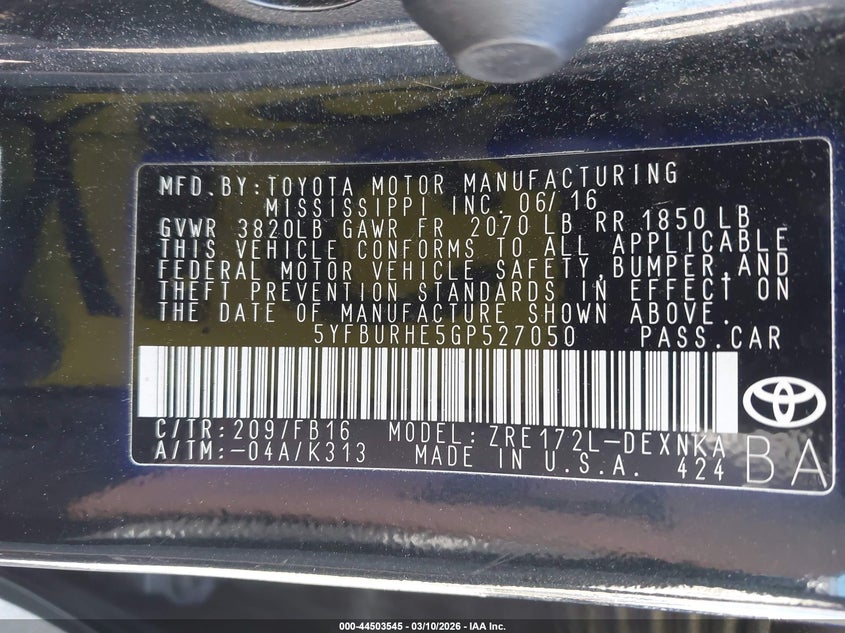 MFD.BY:TOYOTA MOTOR MANUFACTURING
MISSISSIPPI INC. 06/16
GVWR 3820LB GAWR FR 2070 LB RR 1850LB
THIS VEHICLE CONFORMS TO ALL APPLICABLE
FEDERAL MOTOR VEHICLE SAFETY,BUMPER,AND
THEFT PREVENTION STANDARDS IN EFFECT ON
THE DATE OF MANUFACTURE SHOWN ABOVE.
5YFBURHE5GP527050 PASS.CAR
C/TR:209/FB16 MODEL:ZRE172L-DEXNKA
A/TM:-04A/K313 MADE IN U.S.A. 424
BA
000-44503545 - 03/10/2026 - IAA Inc.